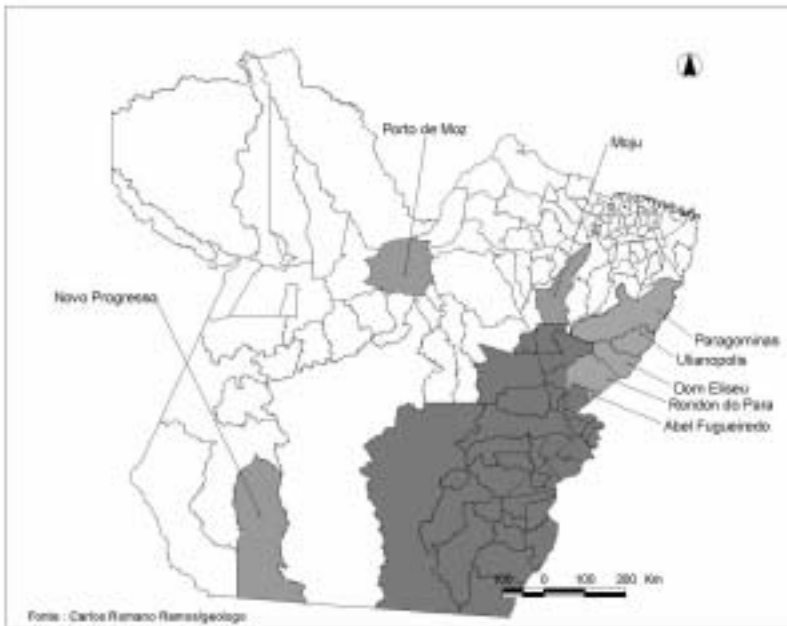 Porto de Moz
Moju
Novo Progresso
Paragominas
Ulianopolis
Dom Eliseu
Rondon do Para
Abel Fugueiredo
100 0 100 200 Km
Fonte : Carlos Romano Ramos/geologo